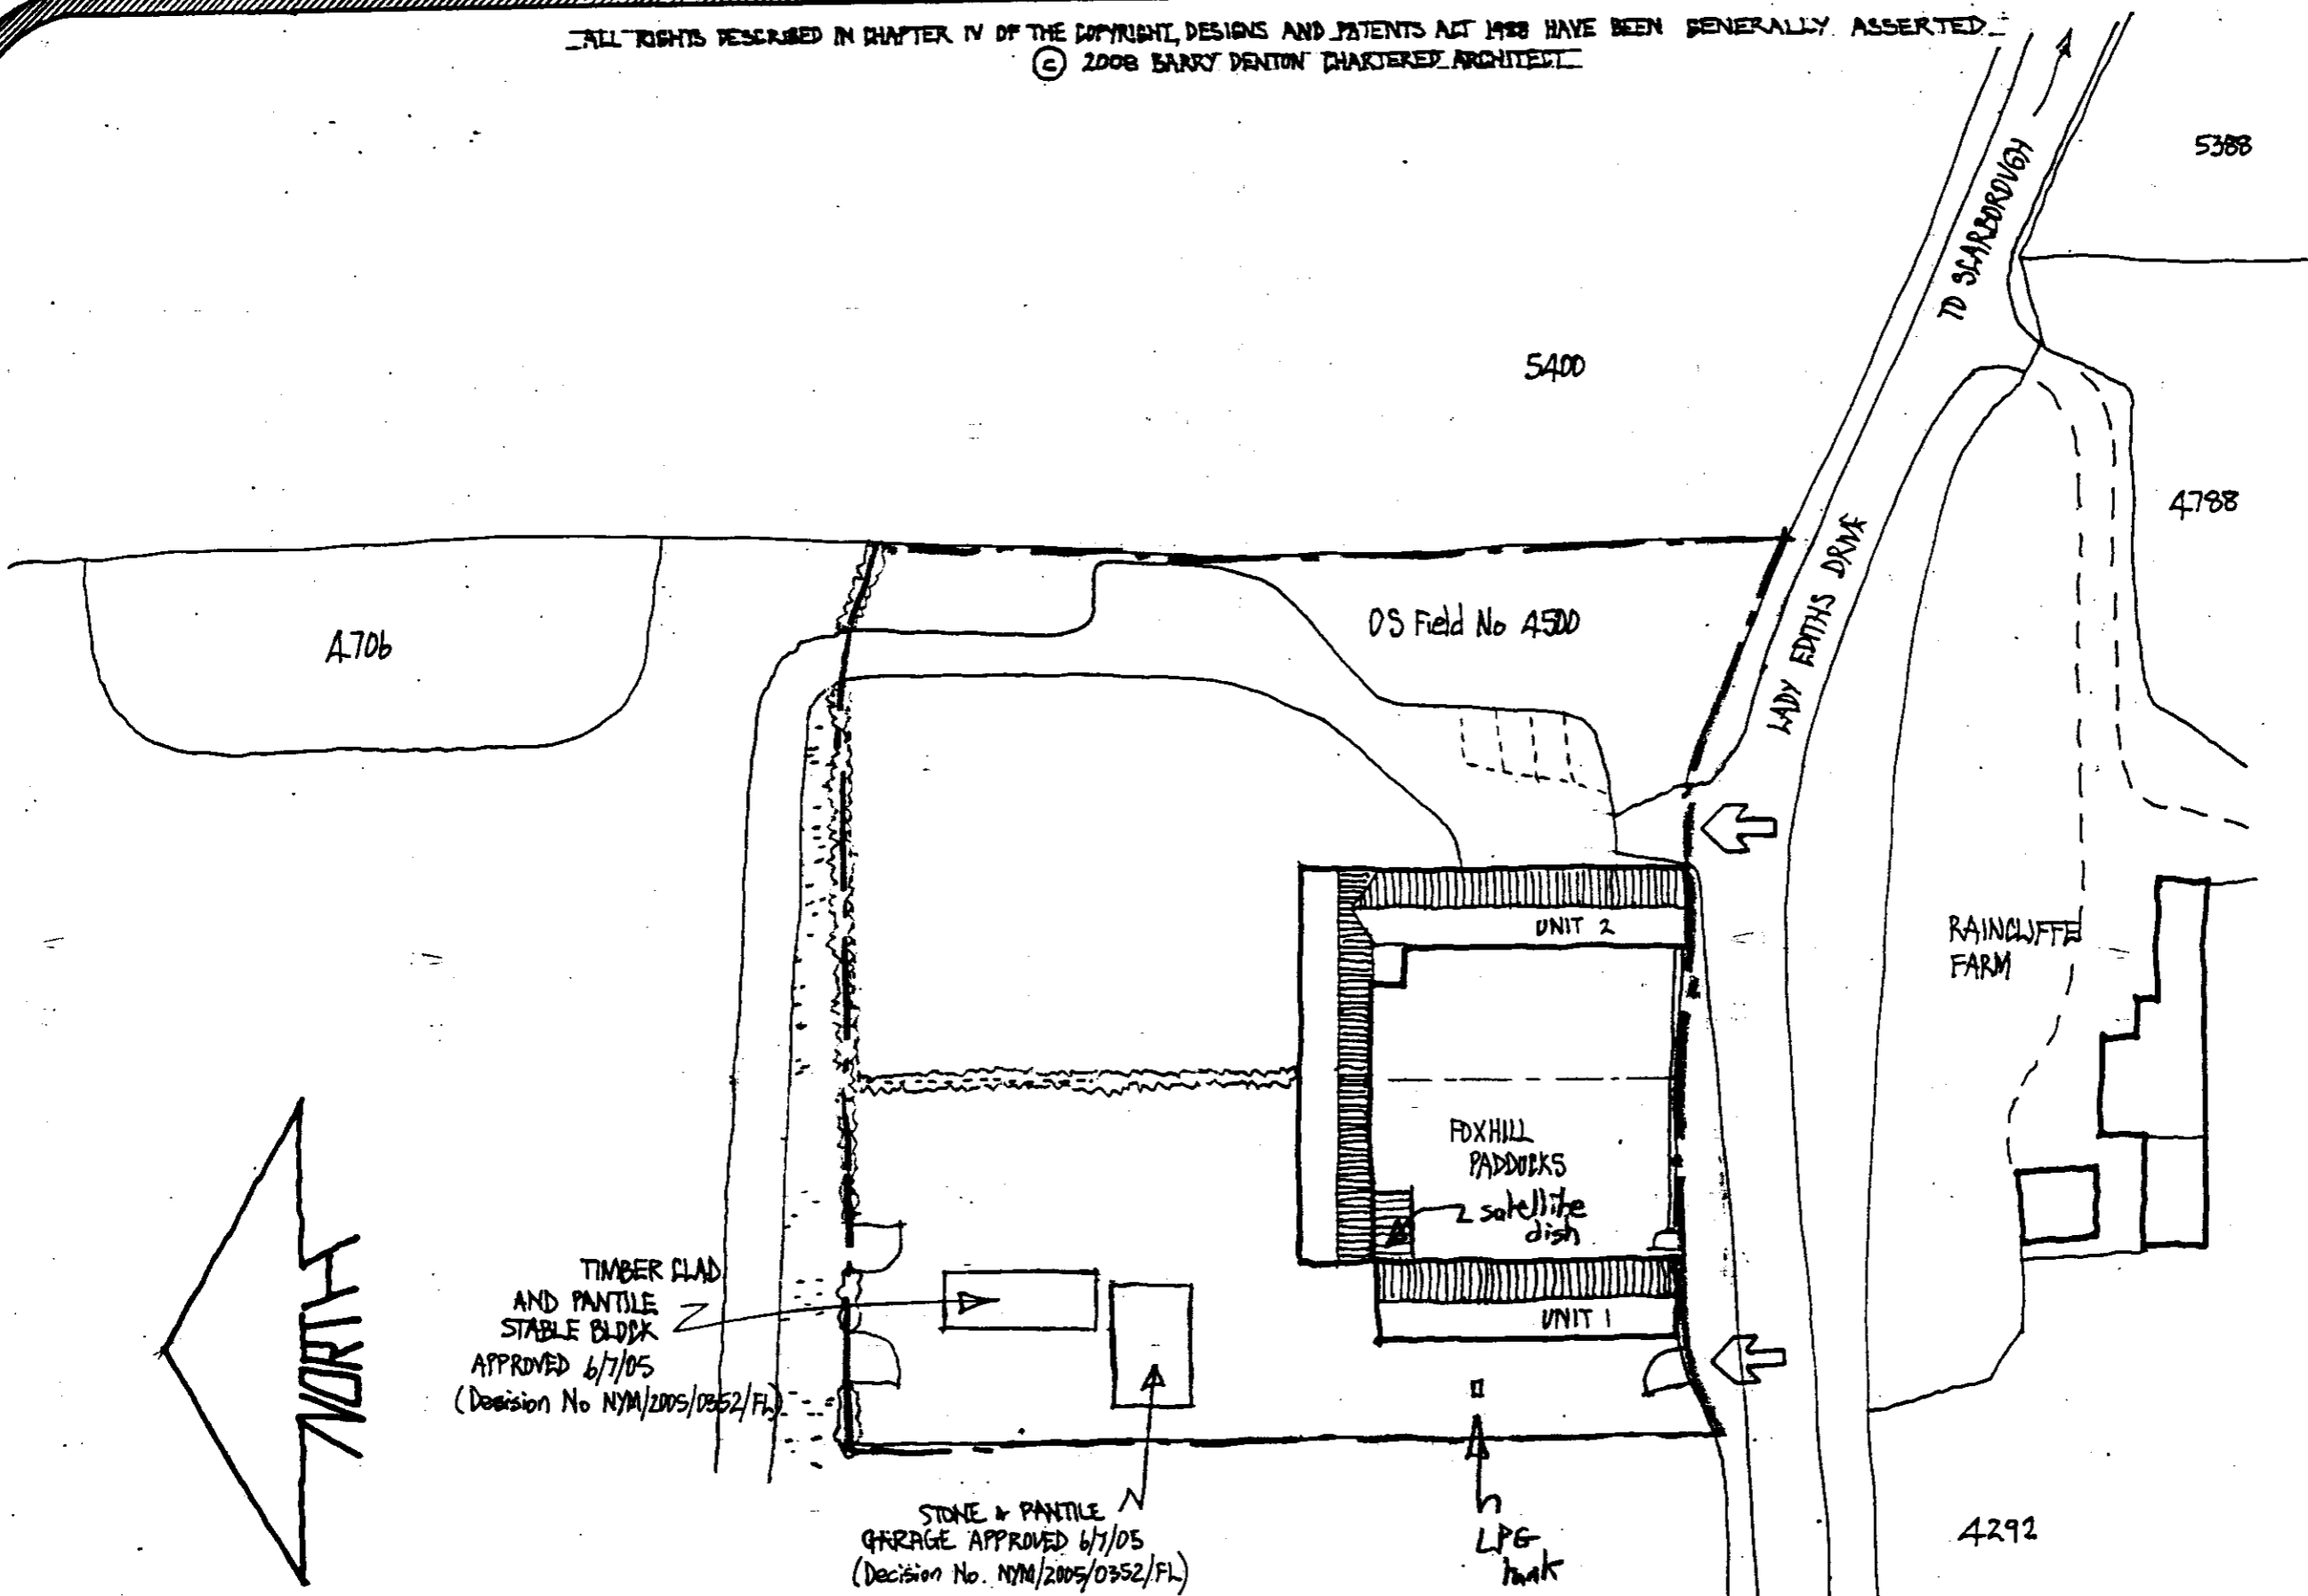 ALL RIGHTS DESCRIBED IN CHAPTER IV OF THE COPYRIGHT, DESIGNS AND PATENTS ACT 1988 HAVE BEEN GENERALLY ASSERTED
© 2008 BARRY DENTON CHARTERED ARCHITECT
5388
TO SCARBOROUGH
5400
4788
LADY EDITHS DRIVE
OS Field No 4500
4706
UNIT 2
RAINCLIFFE
FARM
FOXHILL
PADDOCKS
satellite
dish
UNIT 1
NORTH
TIMBER CLAD
AND PANTILE
STABLE BLOCK
APPROVED 6/7/05
(Decision No NYM/2005/0352/FL)
STONE & PANTILE
GARAGE APPROVED 6/7/05
(Decision No. NYM/2005/0352/FL)
LPG
tank
4292